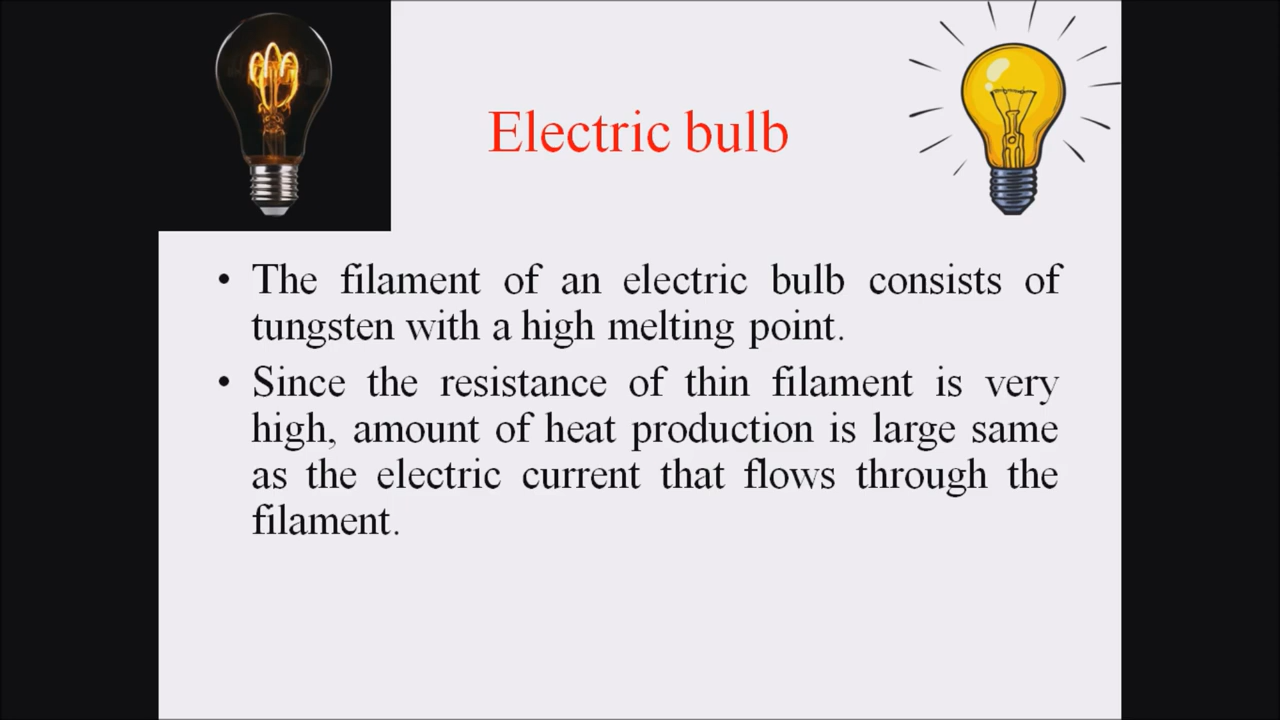 Electric bulb
• The filament of an electric bulb consists of
tungsten with a high melting point.
• Since the resistance of thin filament is very
high, amount of heat production is large same
as the electric current that flows through the
filament.